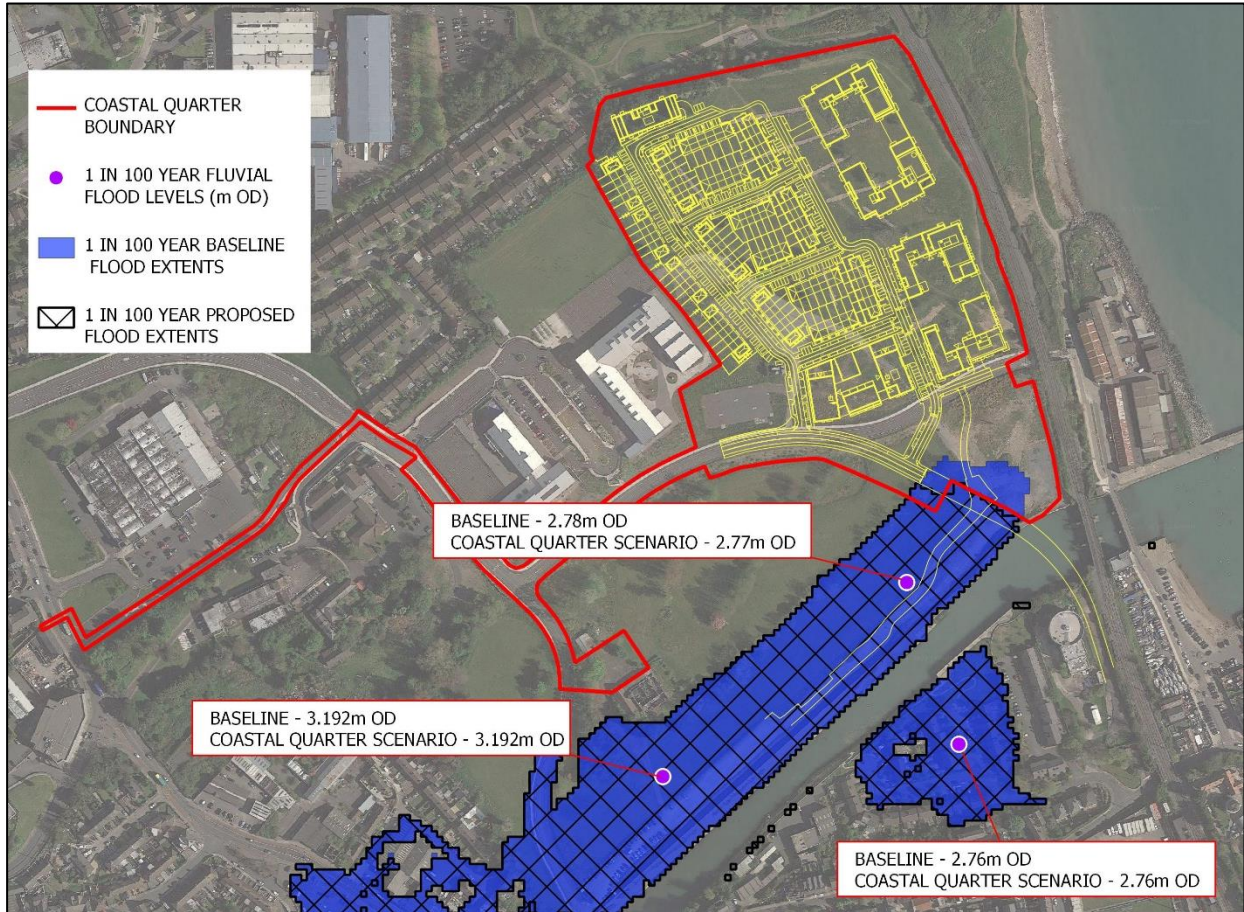 COASTAL QUARTER
BOUNDARY
1 IN 100 YEAR FLUVIAL
FLOOD LEVELS (m OD)
1 IN 100 YEAR BASELINE
FLOOD EXTENTS
1 IN 100 YEAR PROPOSED
FLOOD EXTENTS
BASELINE - 2.78m OD
COASTAL QUARTER SCENARIO - 2.77m OD
BASELINE - 3.192m OD
COASTAL QUARTER SCENARIO - 3.192m OD
BASELINE - 2.76m OD
COASTAL QUARTER SCENARIO - 2.76m OD